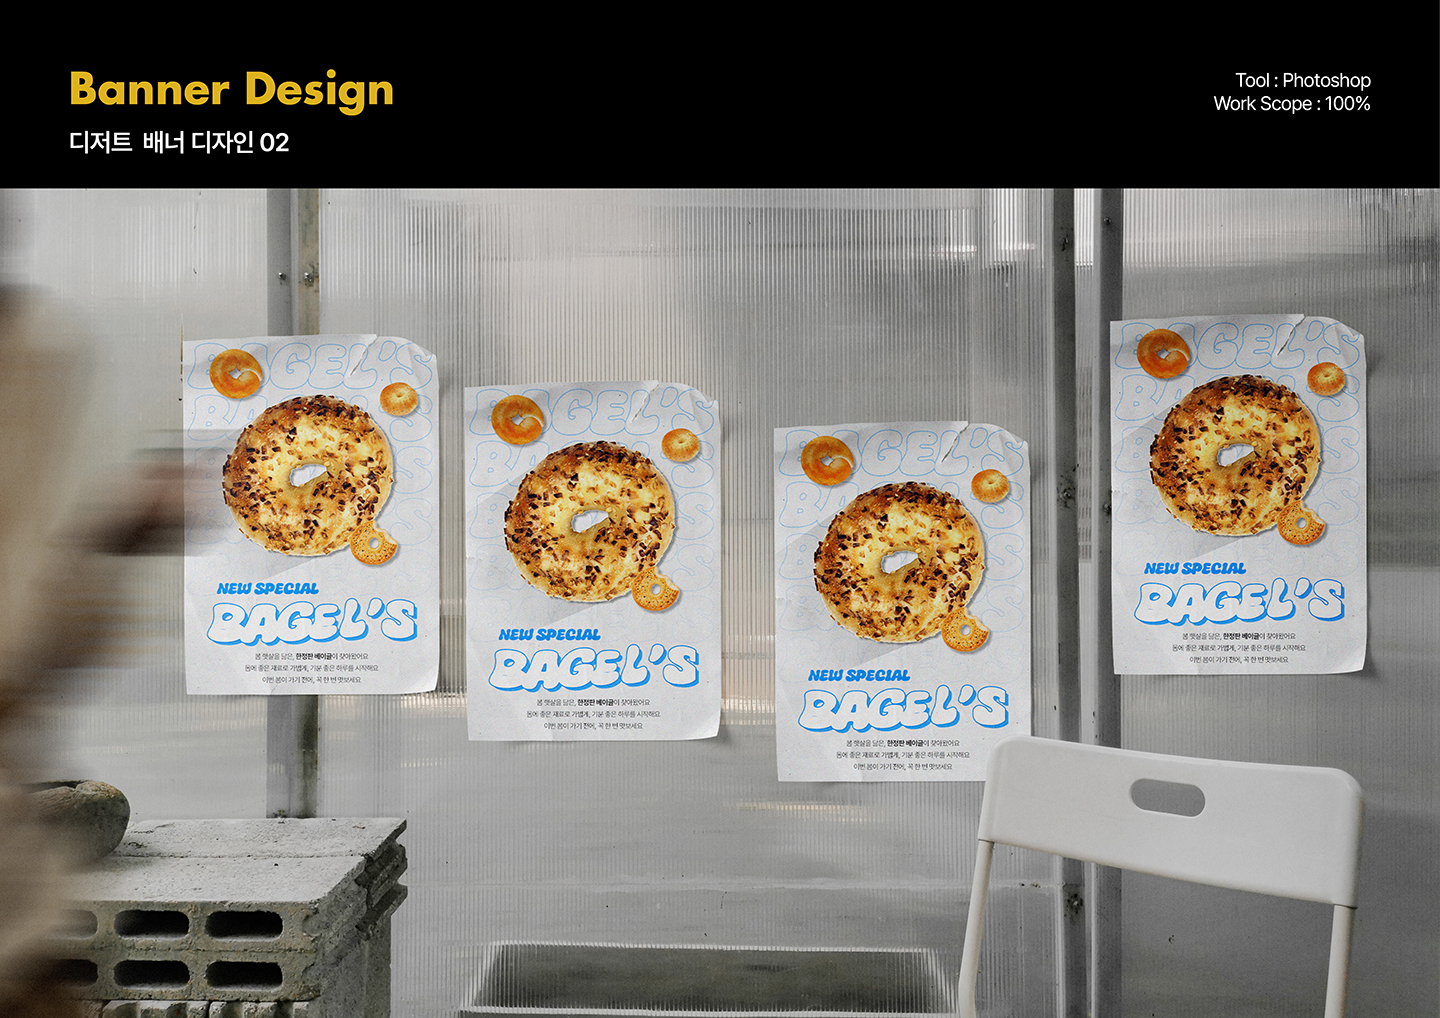 Banner Design
디저트 배너 디자인 02
Tool : Photoshop
Work Scope : 100%
BAGEL'S
BAGEL'S
BAGEL'S
BAGEL'S
NEW SPECIAL
BAGEL'S
봄 햇살을 담은, 한정판 베이글이 찾아왔어요
몸에 좋은 재료로 가볍게, 기분 좋은 하루를 시작해요
이번 봄이 가기 전에, 꼭 한 번 맛보세요
BAGEL'S
BAGEL'S
BAGEL'S
BAGEL'S
NEW SPECIAL
BAGEL'S
봄 햇살을 담은, 한정판 베이글이 찾아왔어요
몸에 좋은 재료로 가볍게, 기분 좋은 하루를 시작해요
이번 봄이 가기 전에, 꼭 한 번 맛보세요
BAGEL'S
BAGEL'S
BAGEL'S
BAGEL'S
NEW SPECIAL
BAGEL'S
봄 햇살을 담은, 한정판 베이글이 찾아왔어요
몸에 좋은 재료로 가볍게, 기분 좋은 하루를 시작해요
이번 봄이 가기 전에, 꼭 한 번 맛보세요
BAGEL'S
BAGEL'S
BAGEL'S
BAGEL'S
NEW SPECIAL
BAGEL'S
봄 햇살을 담은, 한정판 베이글이 찾아왔어요
몸에 좋은 재료로 가볍게, 기분 좋은 하루를 시작해요
이번 봄이 가기 전에, 꼭 한 번 맛보세요